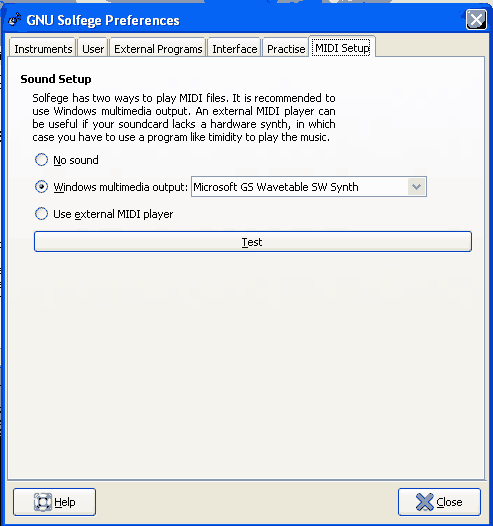 GNU Solfege Preferences
Instruments User External Programs Interface Practise MIDI Setup
Sound Setup
Solfege has two ways to play MIDI files. It is recommended to
use Windows multimedia output. An external MIDI player can
be useful if your soundcard lacks a hardware synth, in which
case you have to use a program like timidity to play the music.
No sound
Windows multimedia output: Microsoft GS Wavetable SW Synth
Use external MIDI player
Test
Help Close